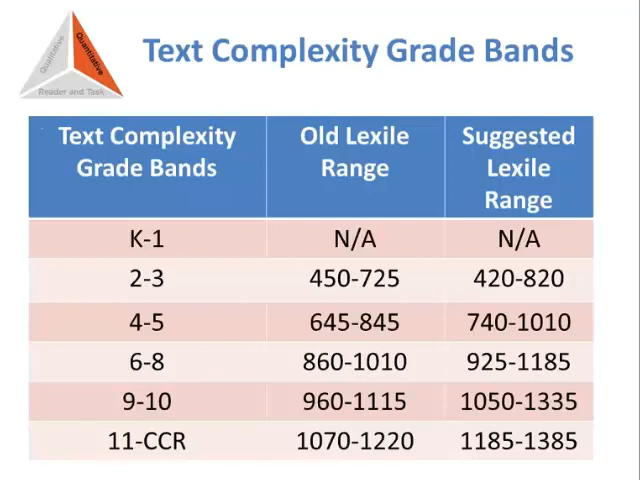 Qualitative
Quantitative
Reader and Task
Text Complexity Grade Bands
Text Complexity Grade Bands
Old Lexile Range
Suggested Lexile Range
K-1 N/A N/A
2-3 450-725 420-820
4-5 645-845 740-1010
6-8 860-1010 925-1185
9-10 960-1115 1050-1335
11-CCR 1070-1220 1185-1385